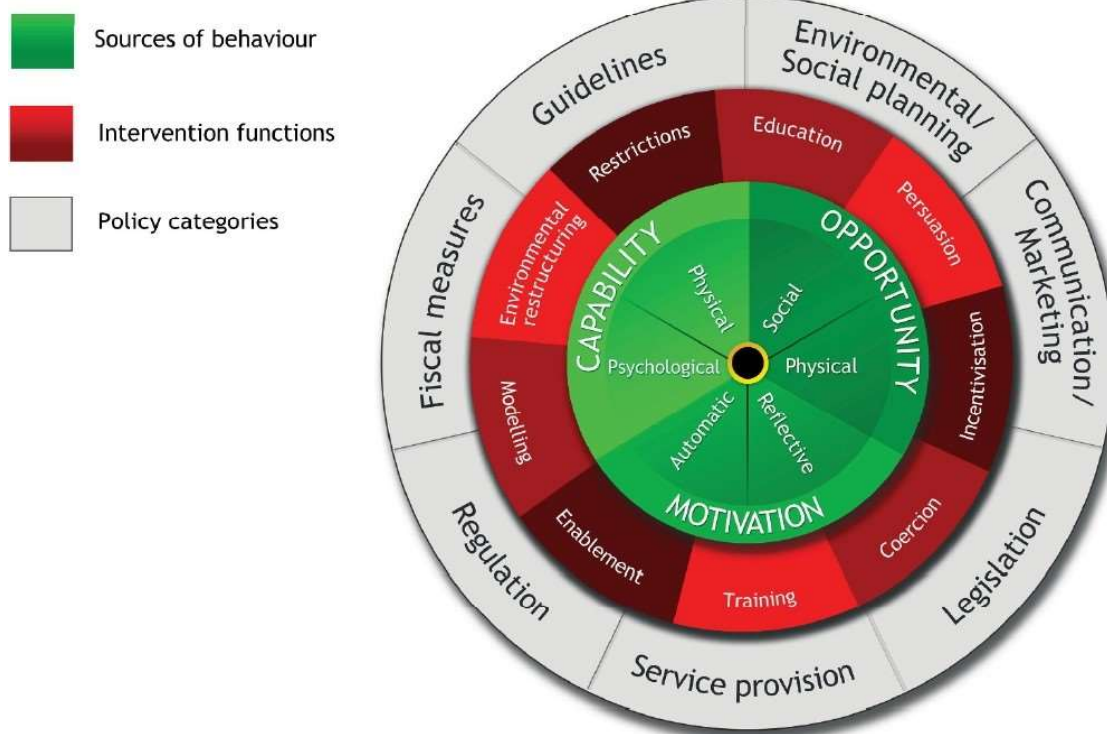 Sources of behaviour
Intervention functions
Policy categories
Guidelines
Environmental/
Social planning
Communication/
Marketing
Legislation
Service provision
Regulation
Fiscal measures
Restrictions
Education
Persuasion
Incentivisation
Coercion
Training
Enablement
Modelling
Environmental
restructuring
CAPABILITY
OPPORTUNITY
MOTIVATION
Physical
Social
Physical
Reflective
Automatic
Psychological